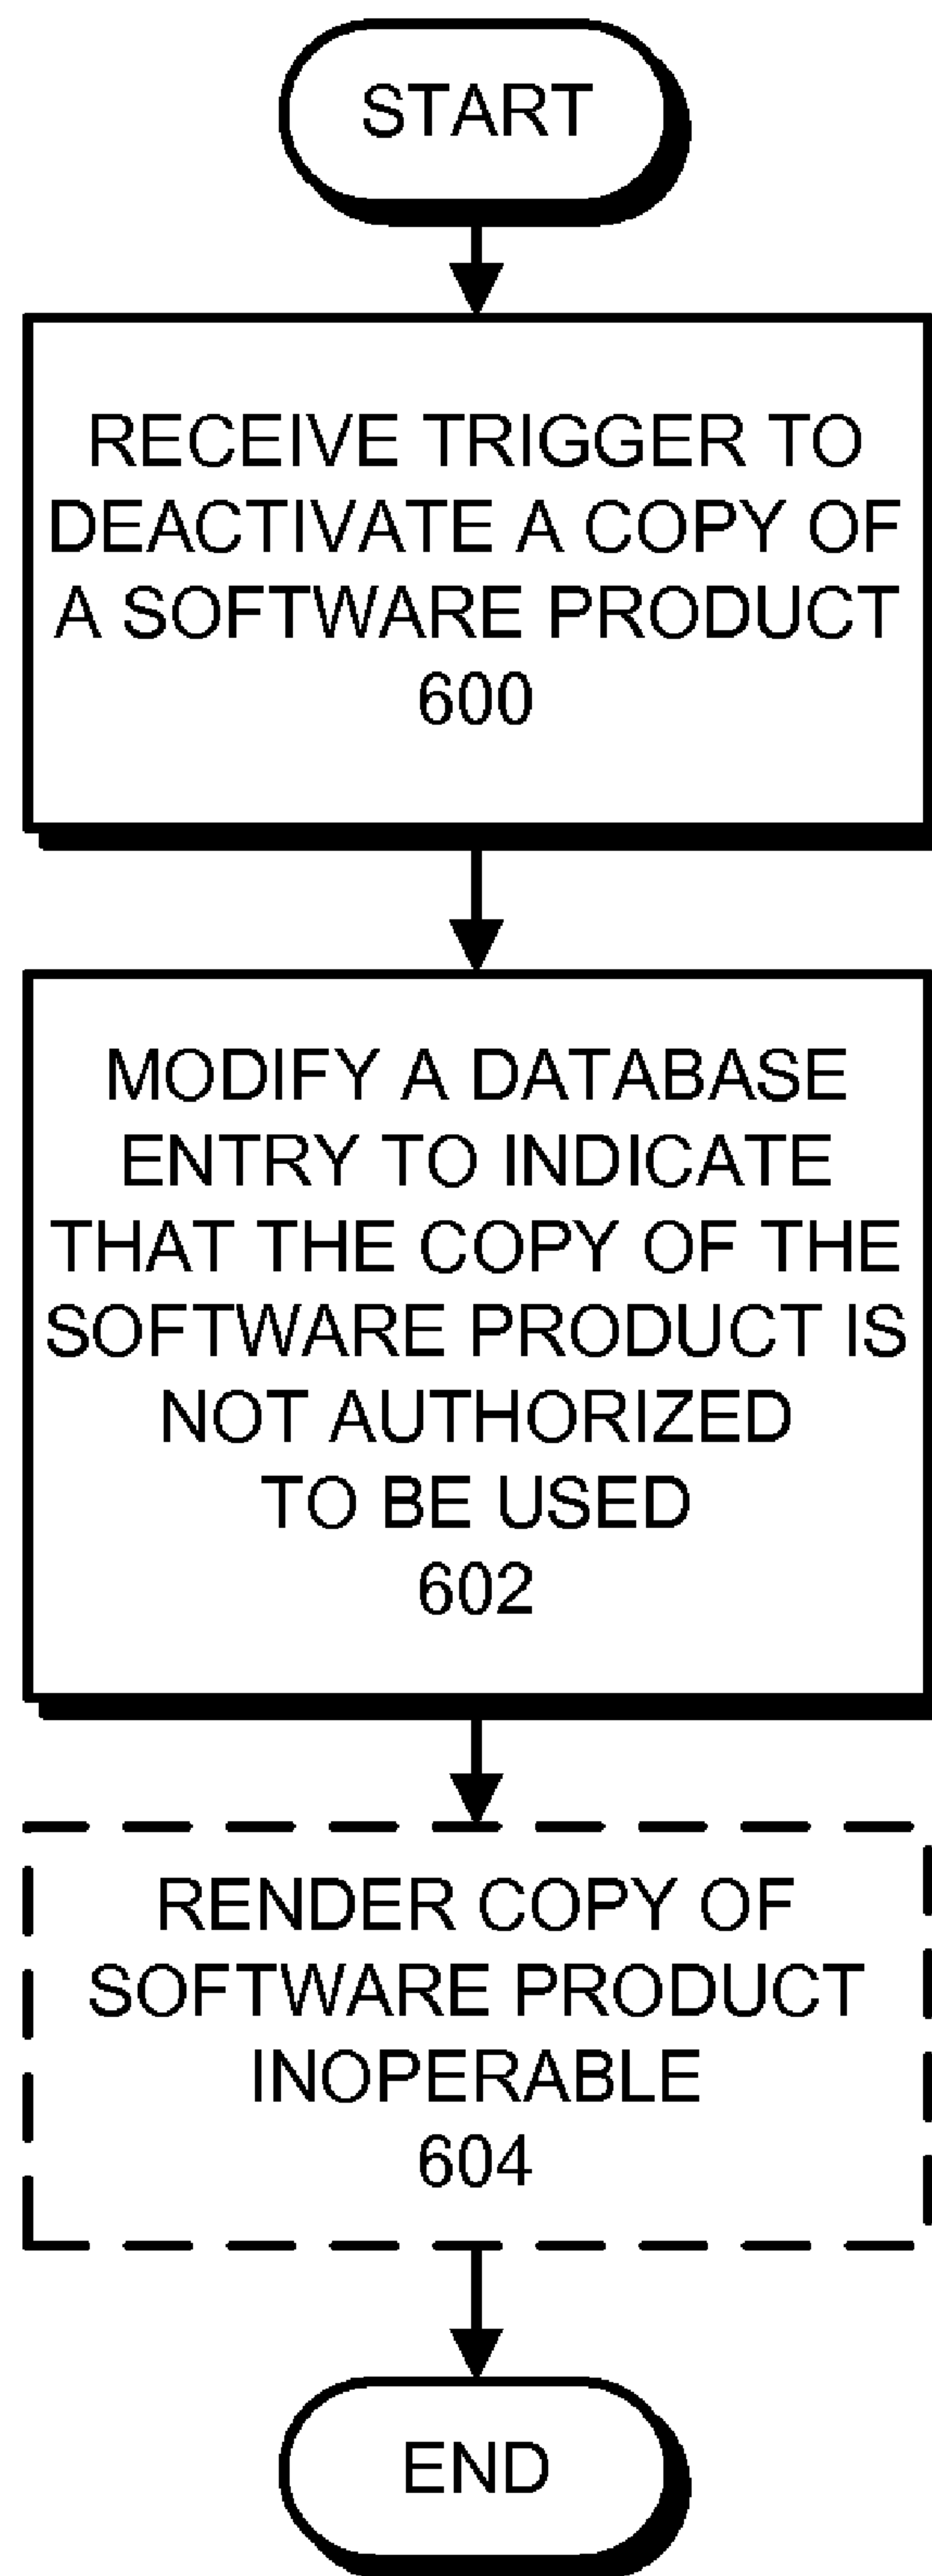 START
RECEIVE TRIGGER TO
DEACTIVATE A COPY OF
A SOFTWARE PRODUCT
600
MODIFY A DATABASE
ENTRY TO INDICATE
THAT THE COPY OF THE
SOFTWARE PRODUCT IS
NOT AUTHORIZED
TO BE USED
602
RENDER COPY OF
SOFTWARE PRODUCT
INOPERABLE
604
END